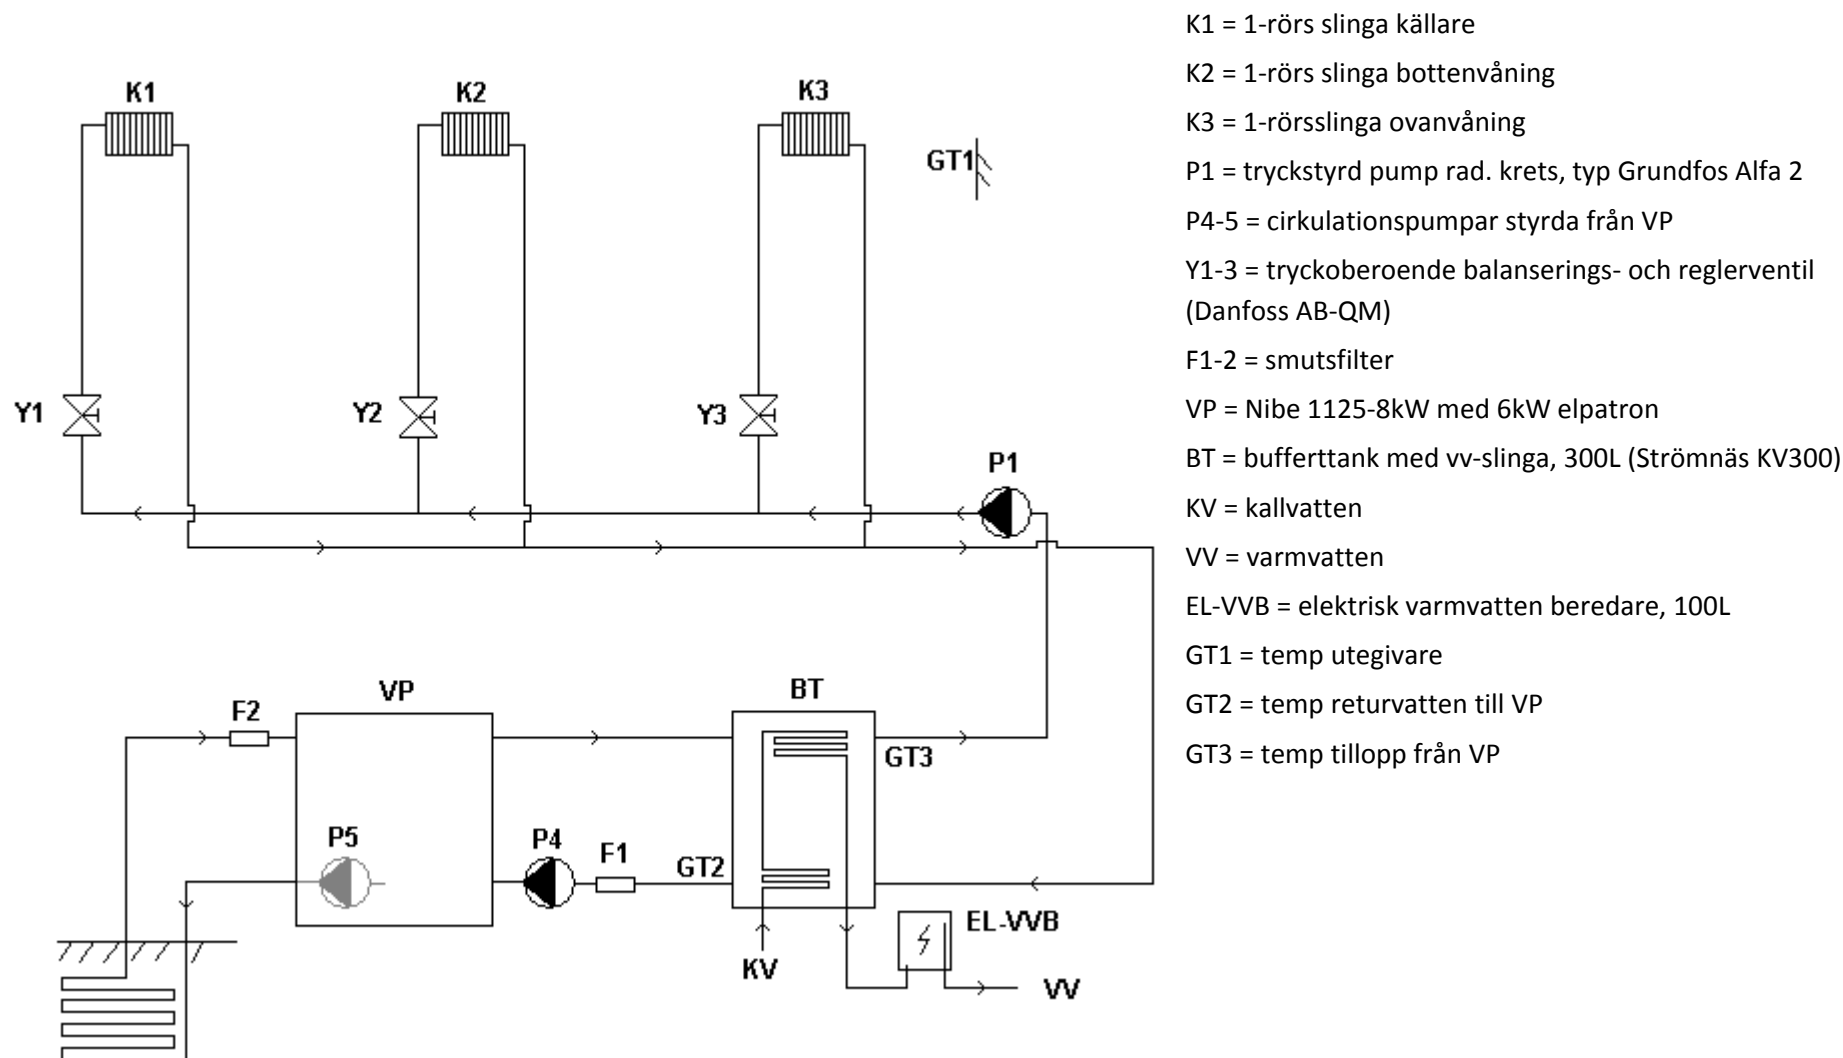 K1 = 1-rörs slinga källare
K2 = 1-rörs slinga bottenvåning
K3 = 1-rörsslinga ovanvåning
P1 = tryckstyrd pump rad. krets, typ Grundfos Alfa 2
P4-5 = cirkulationspumpar styrda från VP
Y1-3 = tryckoberoende balanserings- och reglerventil
(Danfoss AB-QM)
F1-2 = smutsfilter
VP = Nibe 1125-8kW med 6kW elpatron
BT = bufferttank med vv-slinga, 300L (Strömnäs KV300)
KV = kallvatten
VV = varmvatten
EL-VVB = elektrisk varmvatten beredare, 100L
GT1 = temp utegivare
GT2 = temp returvatten till VP
GT3 = temp tillopp från VP
K1
K2
K3
GT1
Y1
Y2
Y3
P1
VP
BT
F2
GT3
P5
P4
F1
GT2
EL-VVB
KV
VV